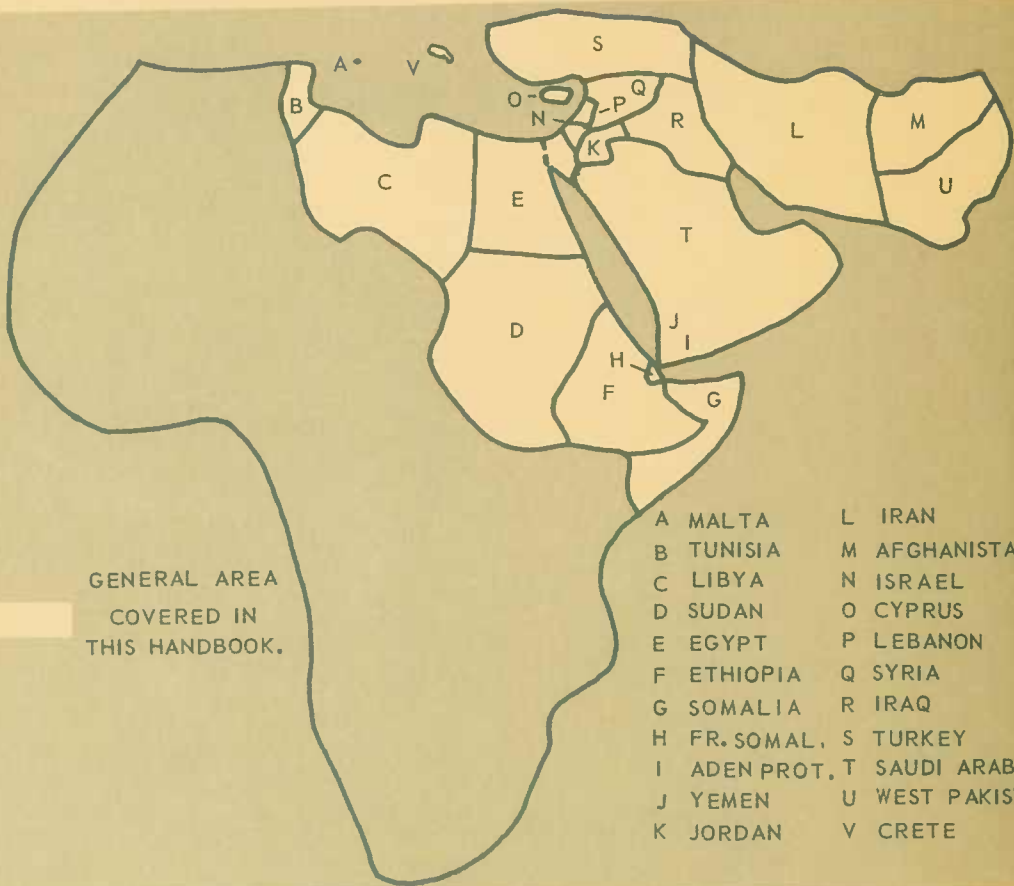 S
A
V
Q
O
B
P
N
R
M
L
K
C
U
E
T
J
D
I
H
F
G
GENERAL AREA
COVERED IN
THIS HANDBOOK.
A MALTA
B TUNISIA
C LIBYA
D SUDAN
E EGYPT
F ETHIOPIA
G SOMALIA
H FR. SOMAL.
I ADEN PROT.
J YEMEN
K JORDAN
L IRAN
M AFGHANISTA
N ISRAEL
O CYPRUS
P LEBANON
Q SYRIA
R IRAQ
S TURKEY
T SAUDI ARAB
U WEST PAKIS
V CRETE